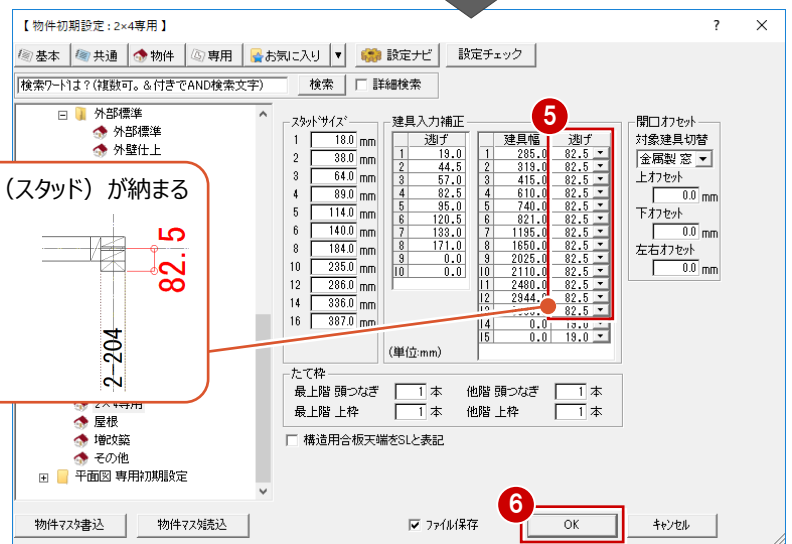 【 物件初期設定 : 2×4専用 】
? ×
基本 共通 物件 専用 お気に入り ▼ 設定ナビ 設定チェック
検索ワードは？(複数可。＆付きでAND検索文字) 検索 詳細検索
外部標準
外部標準
外壁仕上
（スタッド）が納まる
82.5
2-204
2×4専用
屋根
増改築
その他
平面図 専用初期設定
スタッドサイズ
1 18.0 mm
2 38.0 mm
3 64.0 mm
4 89.0 mm
5 114.0 mm
6 140.0 mm
8 184.0 mm
10 235.0 mm
12 286.0 mm
14 336.0 mm
16 387.0 mm
建具入力補正
逃げ
1 19.0
2 44.5
3 57.0
4 82.5
5 95.0
6 120.5
7 133.0
8 171.0
9 0.0
10 0.0
5
建具幅 逃げ
1 285.0 82.5
2 319.0 82.5
3 415.0 82.5
4 610.0 82.5
5 740.0 82.5
6 821.0 82.5
7 1195.0 82.5
8 1650.0 82.5
9 2025.0 82.5
10 2110.0 82.5
11 2480.0 82.5
12 2944.0 82.5
82.5
14 0.0 19.0
15 0.0 19.0
(単位:mm)
開口オフセット
対象建具切替
金属製 窓
上オフセット
0.0 mm
下オフセット
0.0 mm
左右オフセット
0.0 mm
たて枠
最上階 頭つなぎ 1 本 他階 頭つなぎ 1 本
最上階 上枠 1 本 他階 上枠 1 本
構造用合板天端をSLと表記
6
物件マスタ書込 物件マスタ読込 ファイル保存 OK キャンセル